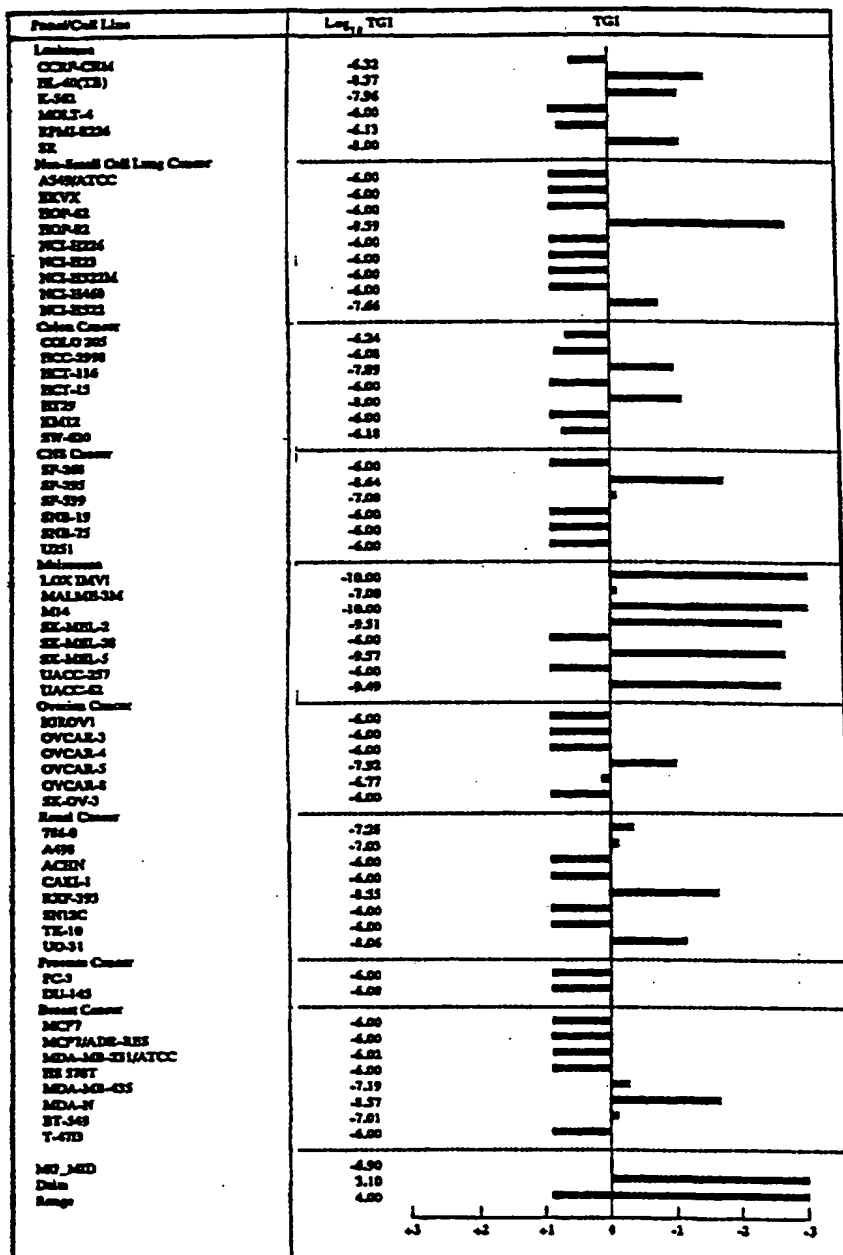 Panel/Cell Line Log10 TGI TGI
Leukemia
CCRF-CEM -6.32
HL-60(TB) -8.37
K-562 -7.96
MOLT-4 -6.00
RPMI-8226 -6.13
SR -8.00
Non-Small Cell Lung Cancer
A549/ATCC -6.00
EKVX -6.00
HOP-62 -6.00
HOP-92
NCI-H226 -6.00
NCI-H23 -6.00
NCI-H322M -6.00
NCI-H460 -6.00
NCI-H522 -7.66
Colon Cancer
COLO 205 -6.24
HCC-2998 -6.08
HCT-116 -7.89
HCT-15 -6.00
HT29 -8.00
KM12 -6.00
SW-620 -6.18
CNS Cancer
SF-268 -6.00
SF-295 -8.64
SF-539 -7.08
SNB-19 -6.00
SNB-75 -6.00
U251 -6.00
Melanoma
LOX IMVI -10.00
MALME-3M -7.08
M14 -10.00
SK-MEL-2 -9.51
SK-MEL-28 -6.00
SK-MEL-5 -9.57
UACC-257 -6.00
UACC-62 -9.49
Ovarian Cancer
IGROV1 -6.00
OVCAR-3 -6.00
OVCAR-4 -6.00
OVCAR-5 -7.92
OVCAR-8 -6.77
SK-OV-3 -6.00
Renal Cancer
786-0 -7.28
A498 -7.03
ACHN -6.00
CAKI-1 -6.00
RXF-393 -8.55
SN12C -6.00
TK-10 -6.00
UO-31 -8.06
Prostate Cancer
PC-3 -6.00
DU-145 -6.00
Breast Cancer
MCF7 -6.00
MCF7/ADR-RES -6.00
MDA-MB-231/ATCC -6.02
HS 578T -6.00
MDA-MB-435 -7.19
MDA-N -8.57
BT-549 -7.01
T-47D -6.00
MG_MID -6.90
Delta 3.10
Range 4.00
+3 +2 +1 0 -1 -2 -3